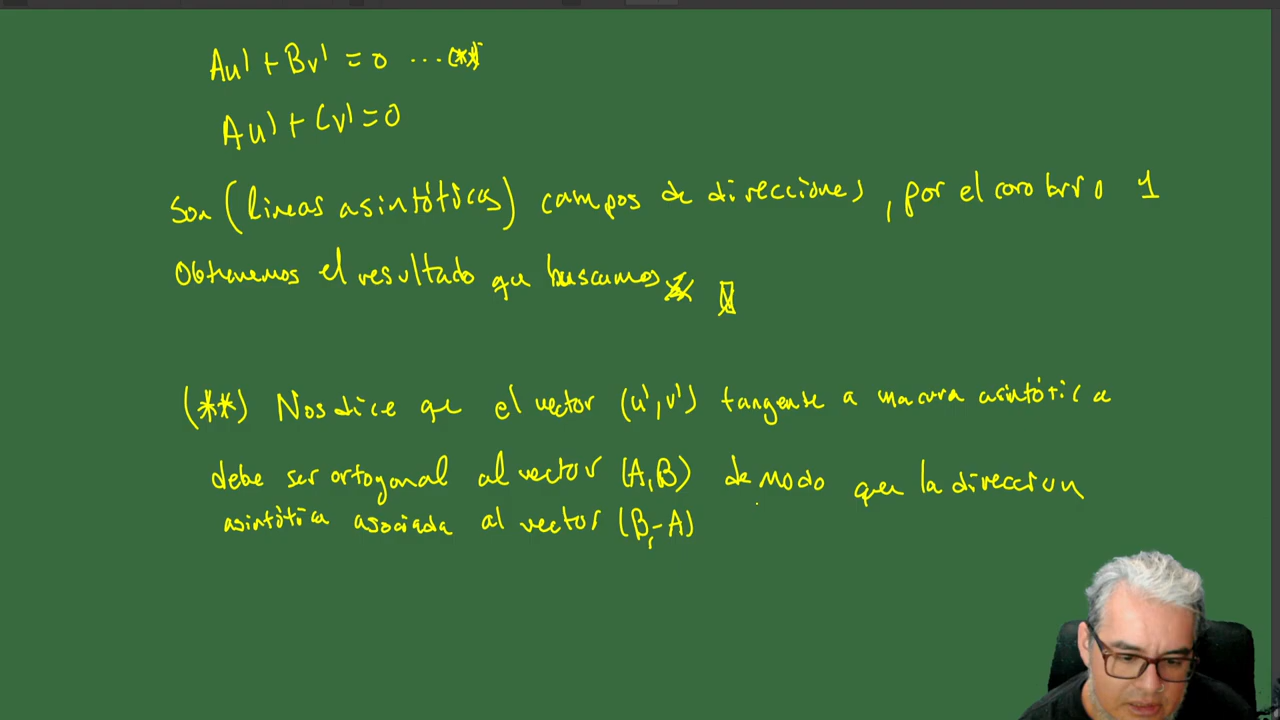 Au' + Bv' = 0 ... (**)
Au' + Cv' = 0
Son (líneas asintóticas) campos de direcciones, por el corolario 1
Obtenemos el resultado que buscamos
(**) Nos dice que el vector (u', v') tangente a una curva asintótica
debe ser ortogonal al vector (A, B) de modo que la direccion
asintótica asociada al vector (B, -A)